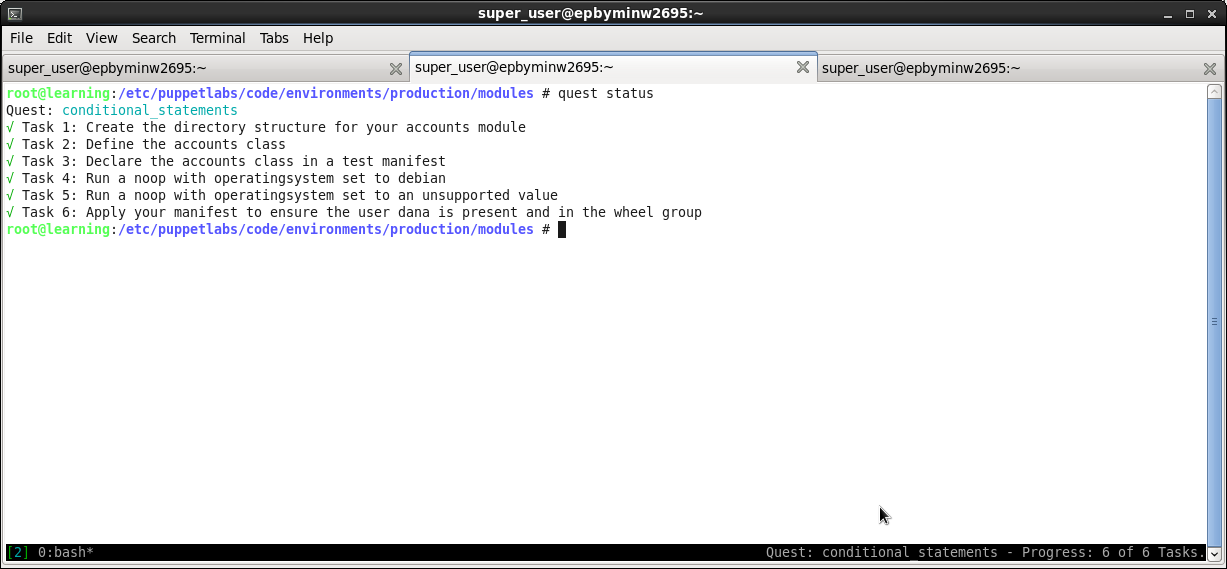 super_user@epbyminw2695:~
File Edit View Search Terminal Tabs Help
super_user@epbyminw2695:~ super_user@epbyminw2695:~ super_user@epbyminw2695:~
root@learning:/etc/puppetlabs/code/environments/production/modules # quest status
Quest: conditional_statements
√ Task 1: Create the directory structure for your accounts module
√ Task 2: Define the accounts class
√ Task 3: Declare the accounts class in a test manifest
√ Task 4: Run a noop with operatingsystem set to debian
√ Task 5: Run a noop with operatingsystem set to an unsupported value
√ Task 6: Apply your manifest to ensure the user dana is present and in the wheel group
root@learning:/etc/puppetlabs/code/environments/production/modules #
[2] 0:bash* Quest: conditional_statements - Progress: 6 of 6 Tasks.